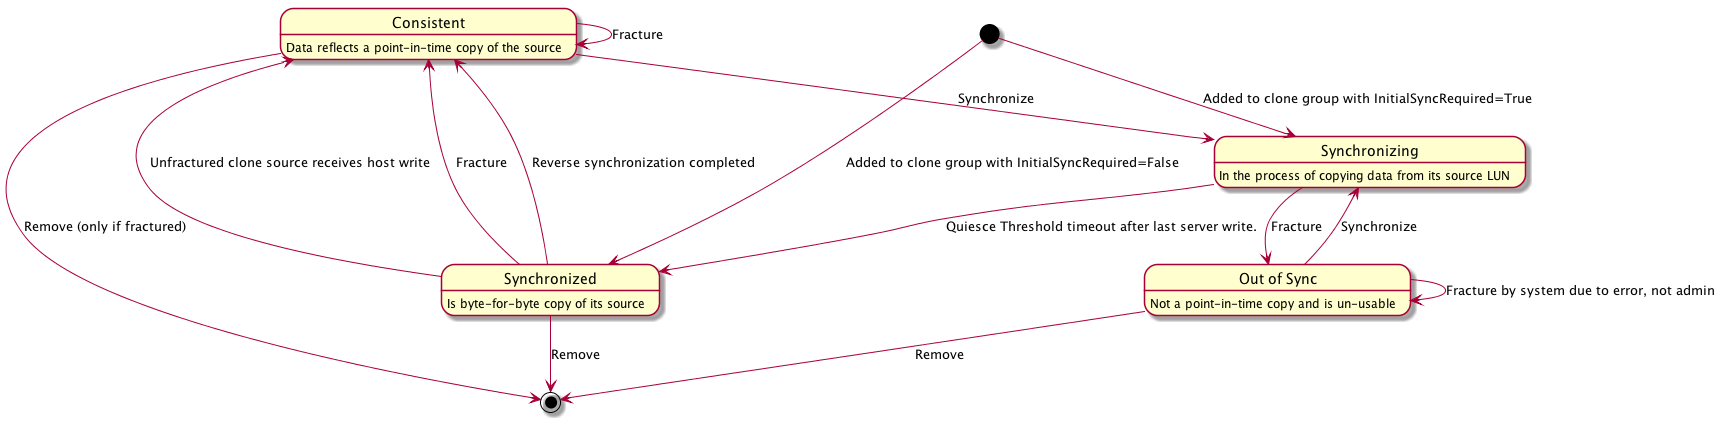 Consistent
Data reflects a point-in-time copy of the source
Fracture
Synchronize
Added to clone group with InitialSyncRequired=True
Synchronizing
In the process of copying data from its source LUN
Unfractured clone source receives host write
Fracture
Reverse synchronization completed
Added to clone group with InitialSyncRequired=False
Remove (only if fractured)
Quiesce Threshold timeout after last server write.
Fracture
Synchronize
Synchronized
Is byte-for-byte copy of its source
Out of Sync
Not a point-in-time copy and is un-usable
Fracture by system due to error, not admin
Remove
Remove